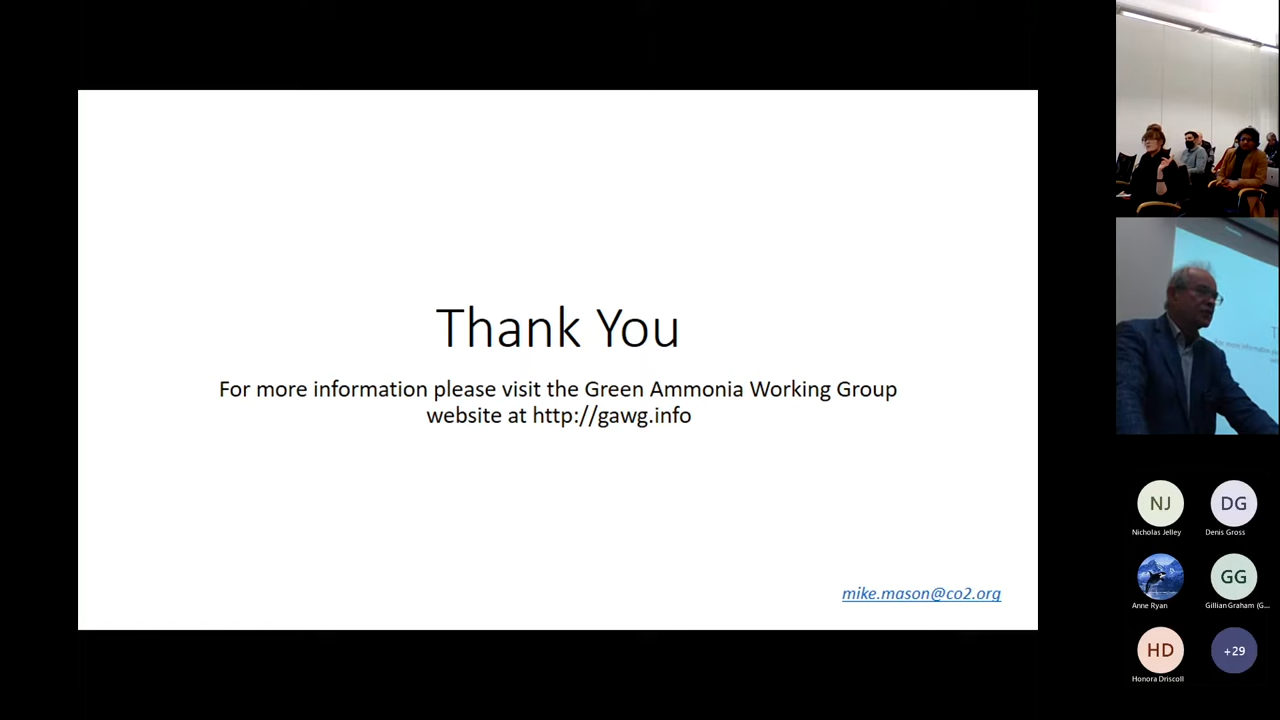 Thank You
For more information please visit the Green Ammonia Working Group
website at http://gawg.info
mike.mason@co2.org
NJ
Nicholas Jelley
DG
Denis Gross
Anne Ryan
GG
Gillian Graham (G...
HD
Honora Driscoll
+29